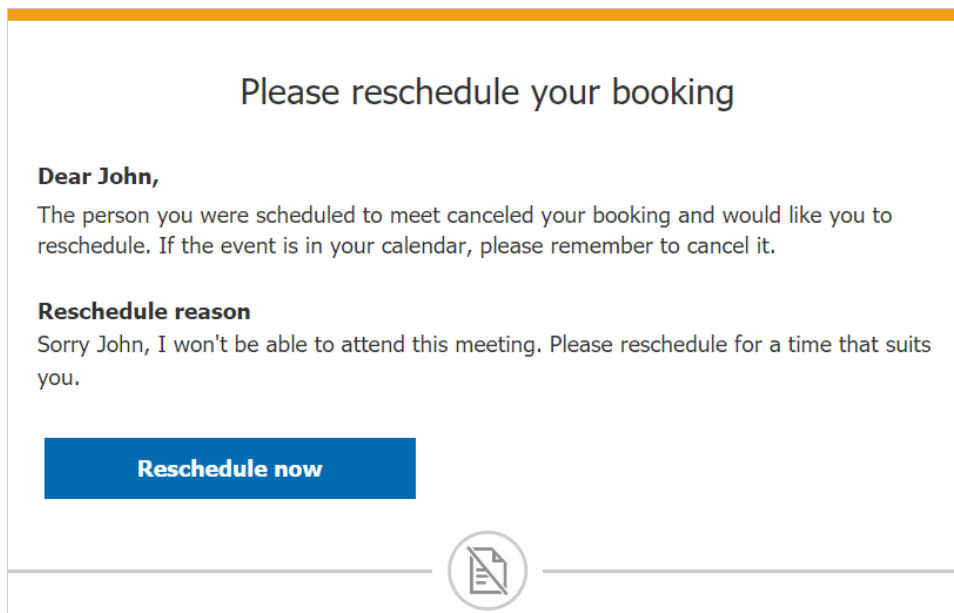 Please reschedule your booking
Dear John,
The person you were scheduled to meet canceled your booking and would like you to
reschedule. If the event is in your calendar, please remember to cancel it.
Reschedule reason
Sorry John, I won't be able to attend this meeting. Please reschedule for a time that suits
you.
Reschedule now